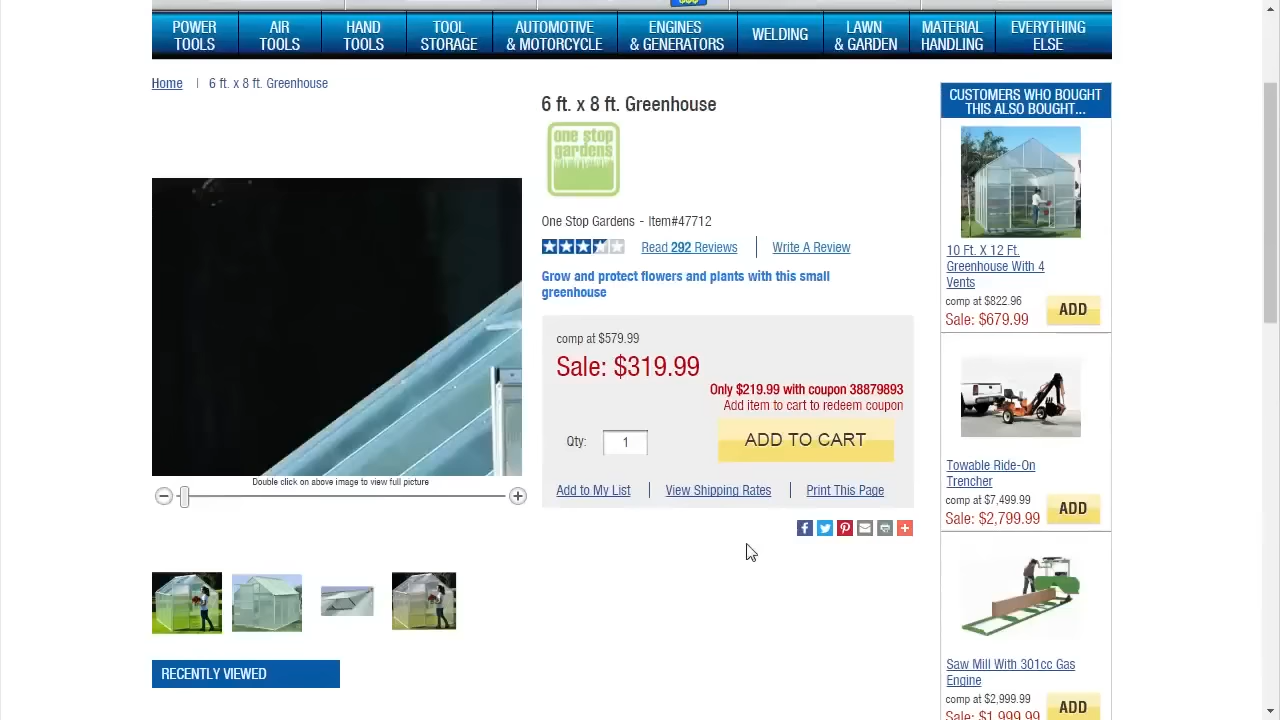 POWER
TOOLS
AIR
TOOLS
HAND
TOOLS
TOOL
STORAGE
AUTOMOTIVE
& MOTORCYCLE
ENGINES
& GENERATORS
WELDING
LAWN
& GARDEN
MATERIAL
HANDLING
EVERYTHING
ELSE
Home | 6 ft. x 8 ft. Greenhouse
6 ft. x 8 ft. Greenhouse
one stop
gardens
One Stop Gardens - Item#47712
Read 292 Reviews | Write A Review
Grow and protect flowers and plants with this small
greenhouse
comp at $579.99
Sale: $319.99
Only $219.99 with coupon 38879893
Add item to cart to redeem coupon
Qty: 1
ADD TO CART
Add to My List | View Shipping Rates | Print This Page
Double click on above image to view full picture
RECENTLY VIEWED
CUSTOMERS WHO BOUGHT
THIS ALSO BOUGHT...
10 Ft. X 12 Ft.
Greenhouse With 4
Vents
comp at $822.96
Sale: $679.99
ADD
Towable Ride-On
Trencher
comp at $7,499.99
Sale: $2,799.99
ADD
Saw Mill With 301cc Gas
Engine
comp at $2,999.99
Sale: $1,999.99
ADD